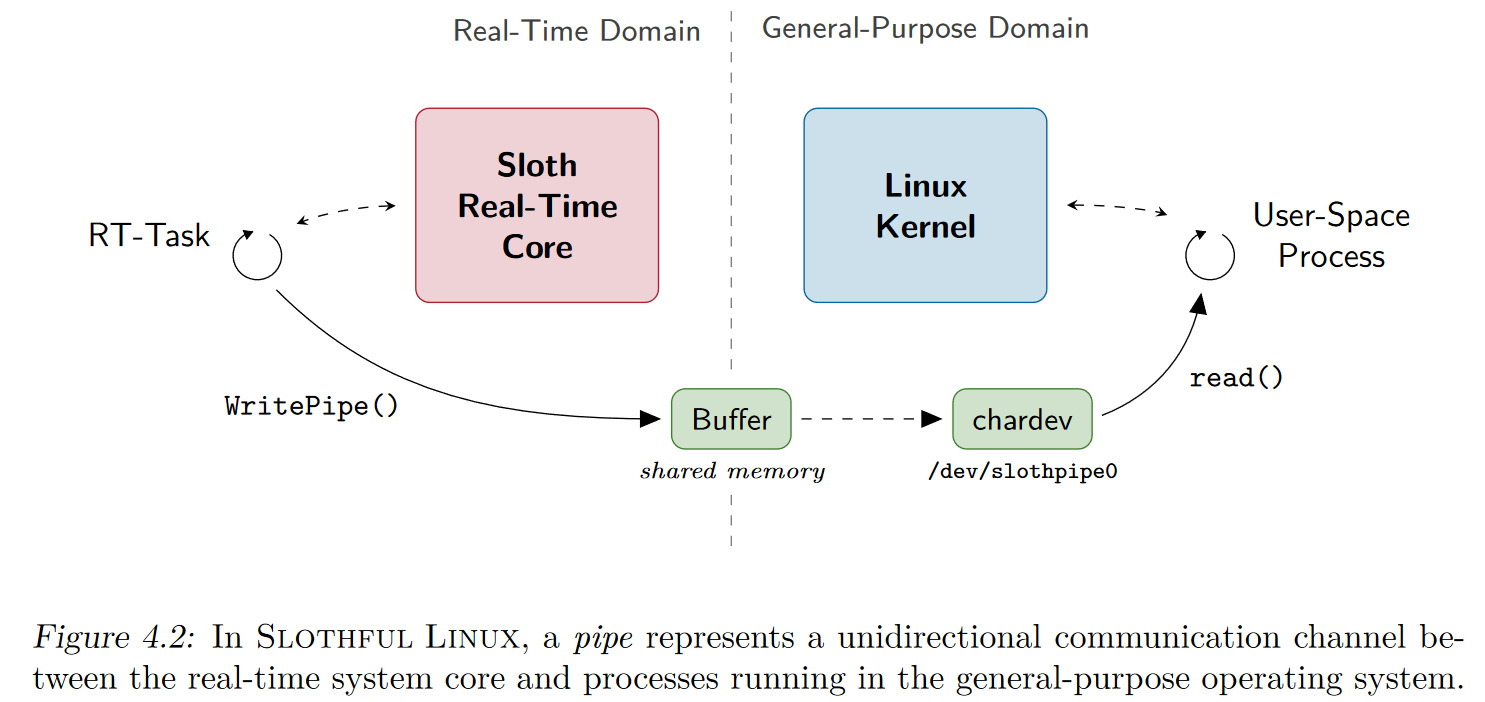 Real-Time Domain
General-Purpose Domain
Sloth
Real-Time
Core
Linux
Kernel
RT-Task
User-Space
Process
WritePipe()
read()
Buffer
chardev
shared memory
/dev/slothpipe0
Figure 4.2: In SLOTHFUL LINUX, a pipe represents a unidirectional communication channel be-
tween the real-time system core and processes running in the general-purpose operating system.